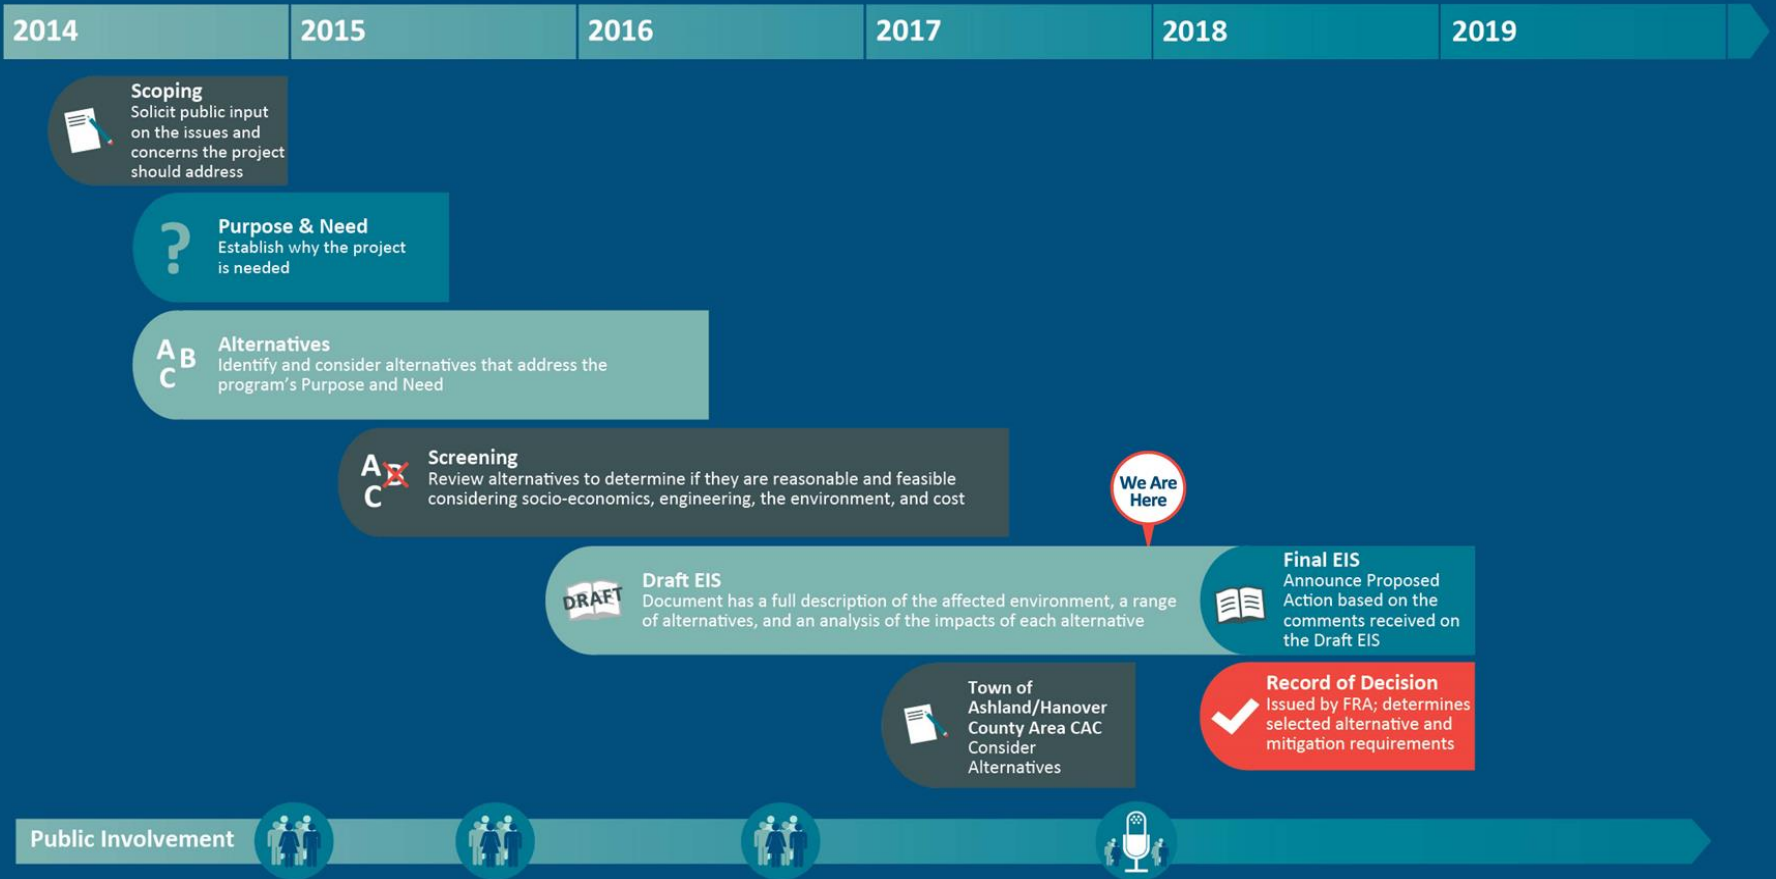 2014 2015 2016 2017 2018 2019
Scoping
Solicit public input
on the issues and
concerns the project
should address
?
Purpose & Need
Establish why the project
is needed
A B
C
Alternatives
Identify and consider alternatives that address the
program's Purpose and Need
A B
C
Screening
Review alternatives to determine if they are reasonable and feasible
considering socio-economics, engineering, the environment, and cost
We Are
Here
DRAFT
Draft EIS
Document has a full description of the affected environment, a range
of alternatives, and an analysis of the impacts of each alternative
Final EIS
Announce Proposed
Action based on the
comments received on
the Draft EIS
Town of
Ashland/Hanover
County Area CAC
Consider
Alternatives
Record of Decision
Issued by FRA; determines
selected alternative and
mitigation requirements
Public Involvement